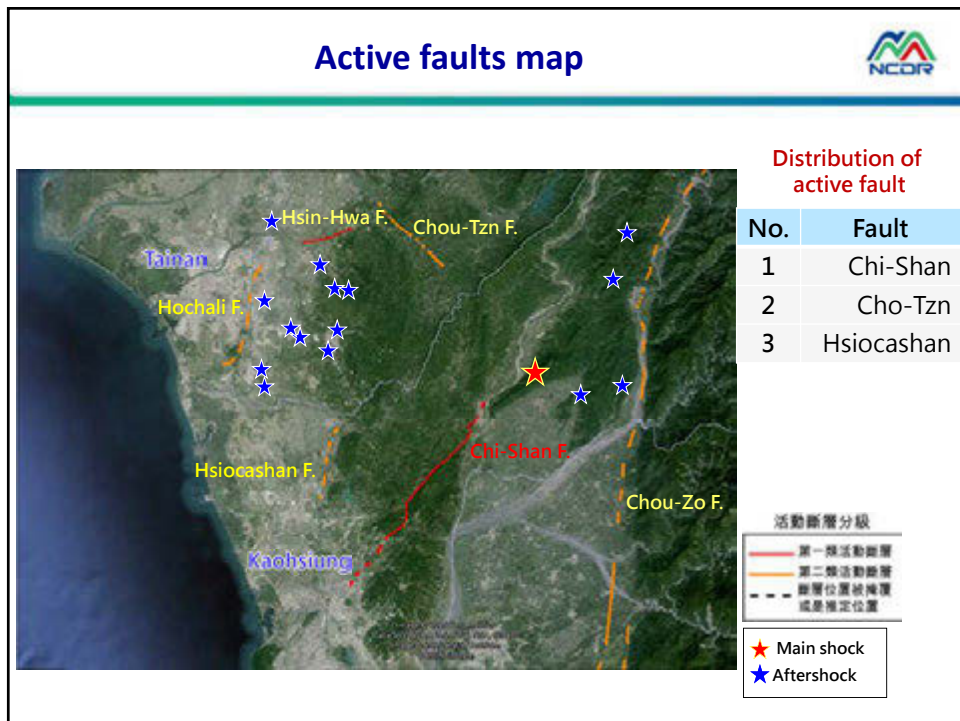 Active faults map
NCDR
Distribution of
active fault
No. Fault
1 Chi-Shan
2 Cho-Tzn
3 Hsiocashan
Hsin-Hwa F.
Chou-Tzn F.
Tainan
Hochali F.
Chi-Shan F.
Hsiocashan F.
Chou-Zo F.
Kaohsiung
活動斷層分級
第一類活動斷層
第二類活動斷層
斷層位置被掩覆
或是推定位置
Main shock
Aftershock